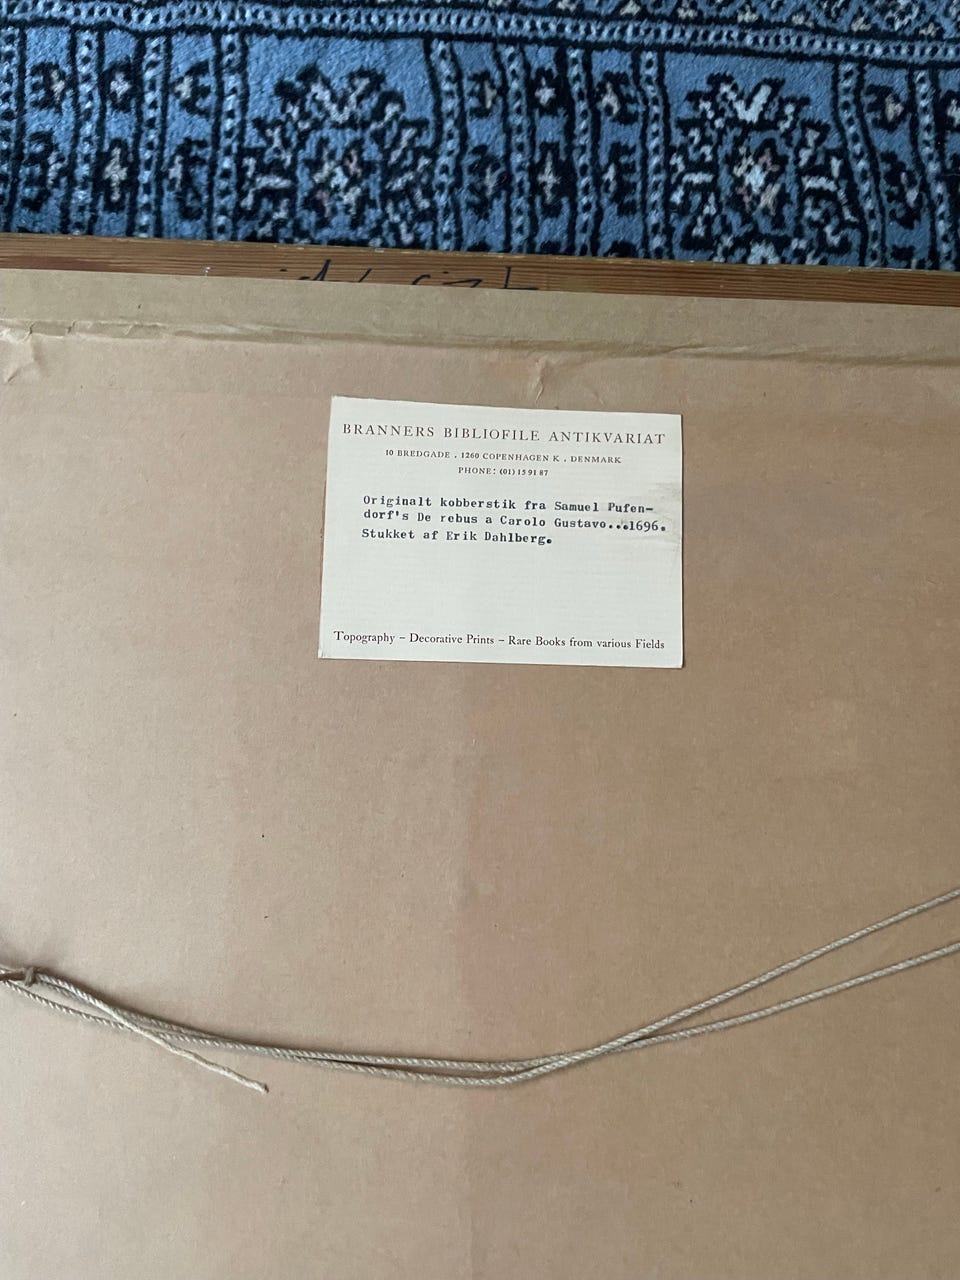 BRANNERS BIBLIOFILE ANTIKVARIAT
10 BREDGADE . 1260 COPENHAGEN K . DENMARK
PHONE: (01) 15 91 87
Originalt kobberstik fra Samuel Pufen-
dorf's De rebus a Carolo Gustavo...1696.
Stukket af Erik Dahlberg.
Topography – Decorative Prints – Rare Books from various Fields